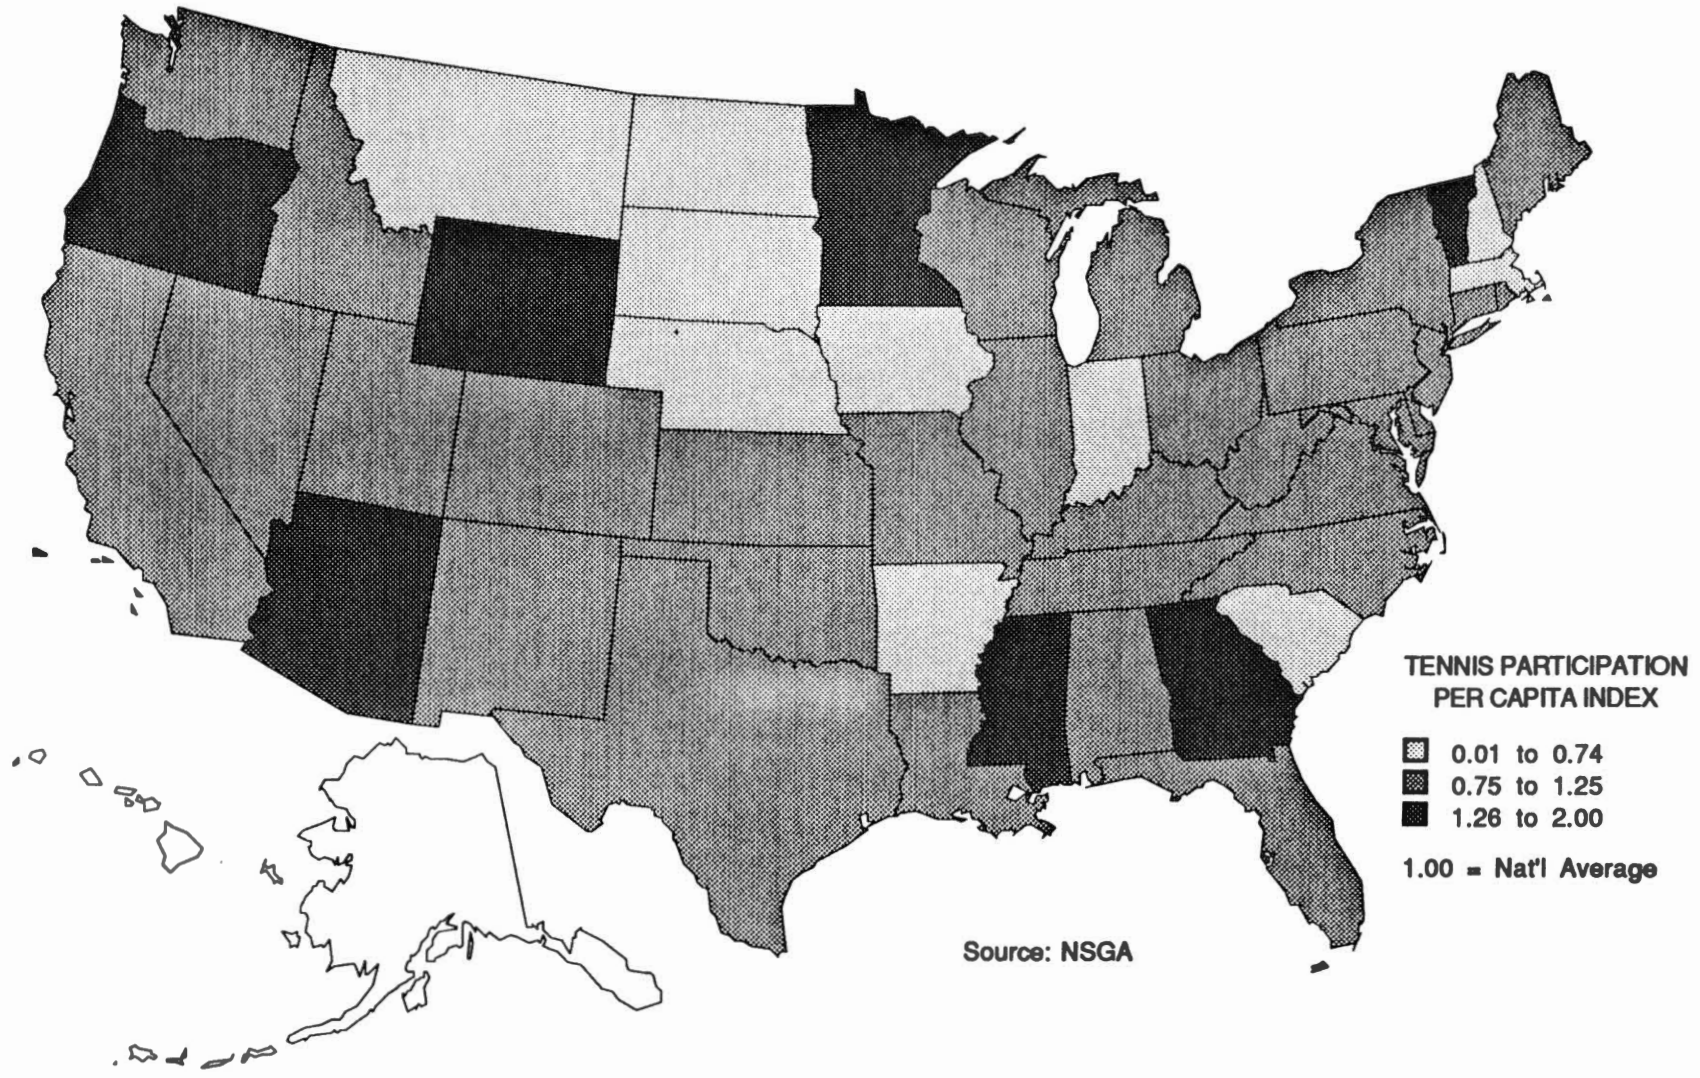 TENNIS PARTICIPATION
PER CAPITA INDEX
0.01 to 0.74
0.75 to 1.25
1.26 to 2.00
1.00 = Nat'l Average
Source: NSGA